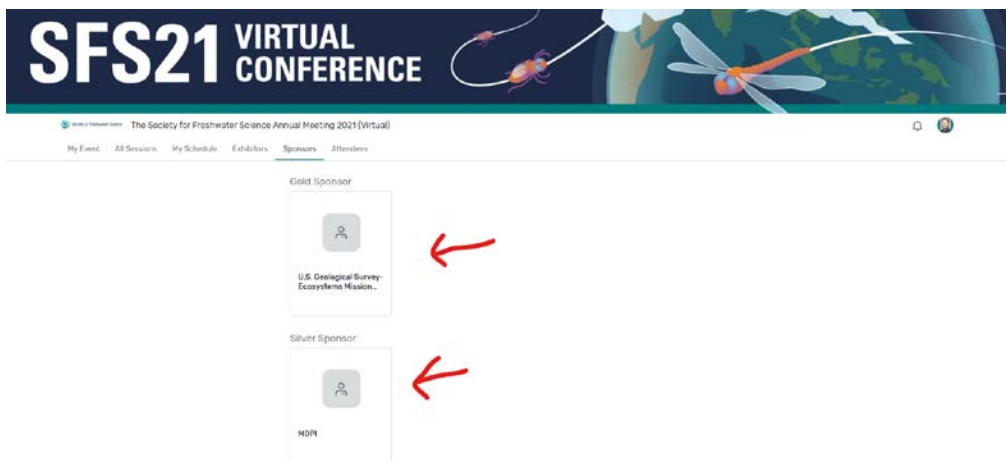 SFS21 VIRTUAL
CONFERENCE
The Society for Freshwater Science Annual Meeting 2021 (Virtual)
My Event All Sessions My Schedule Exhibitors Sponsors Attendees
Gold Sponsor
U.S. Geological Survey-
Ecosystems Mission...
Silver Sponsor
MDPI